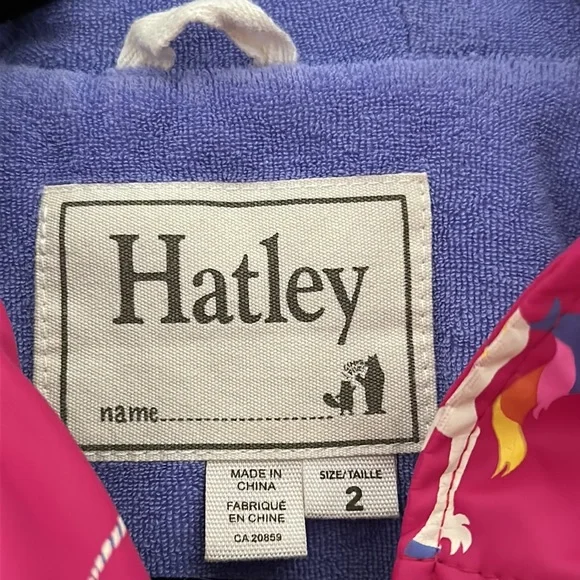 Hatley
name
MADE IN
CHINA
FABRIQUÉ
EN CHINE
CA 20859
SIZE/TAILLE
2